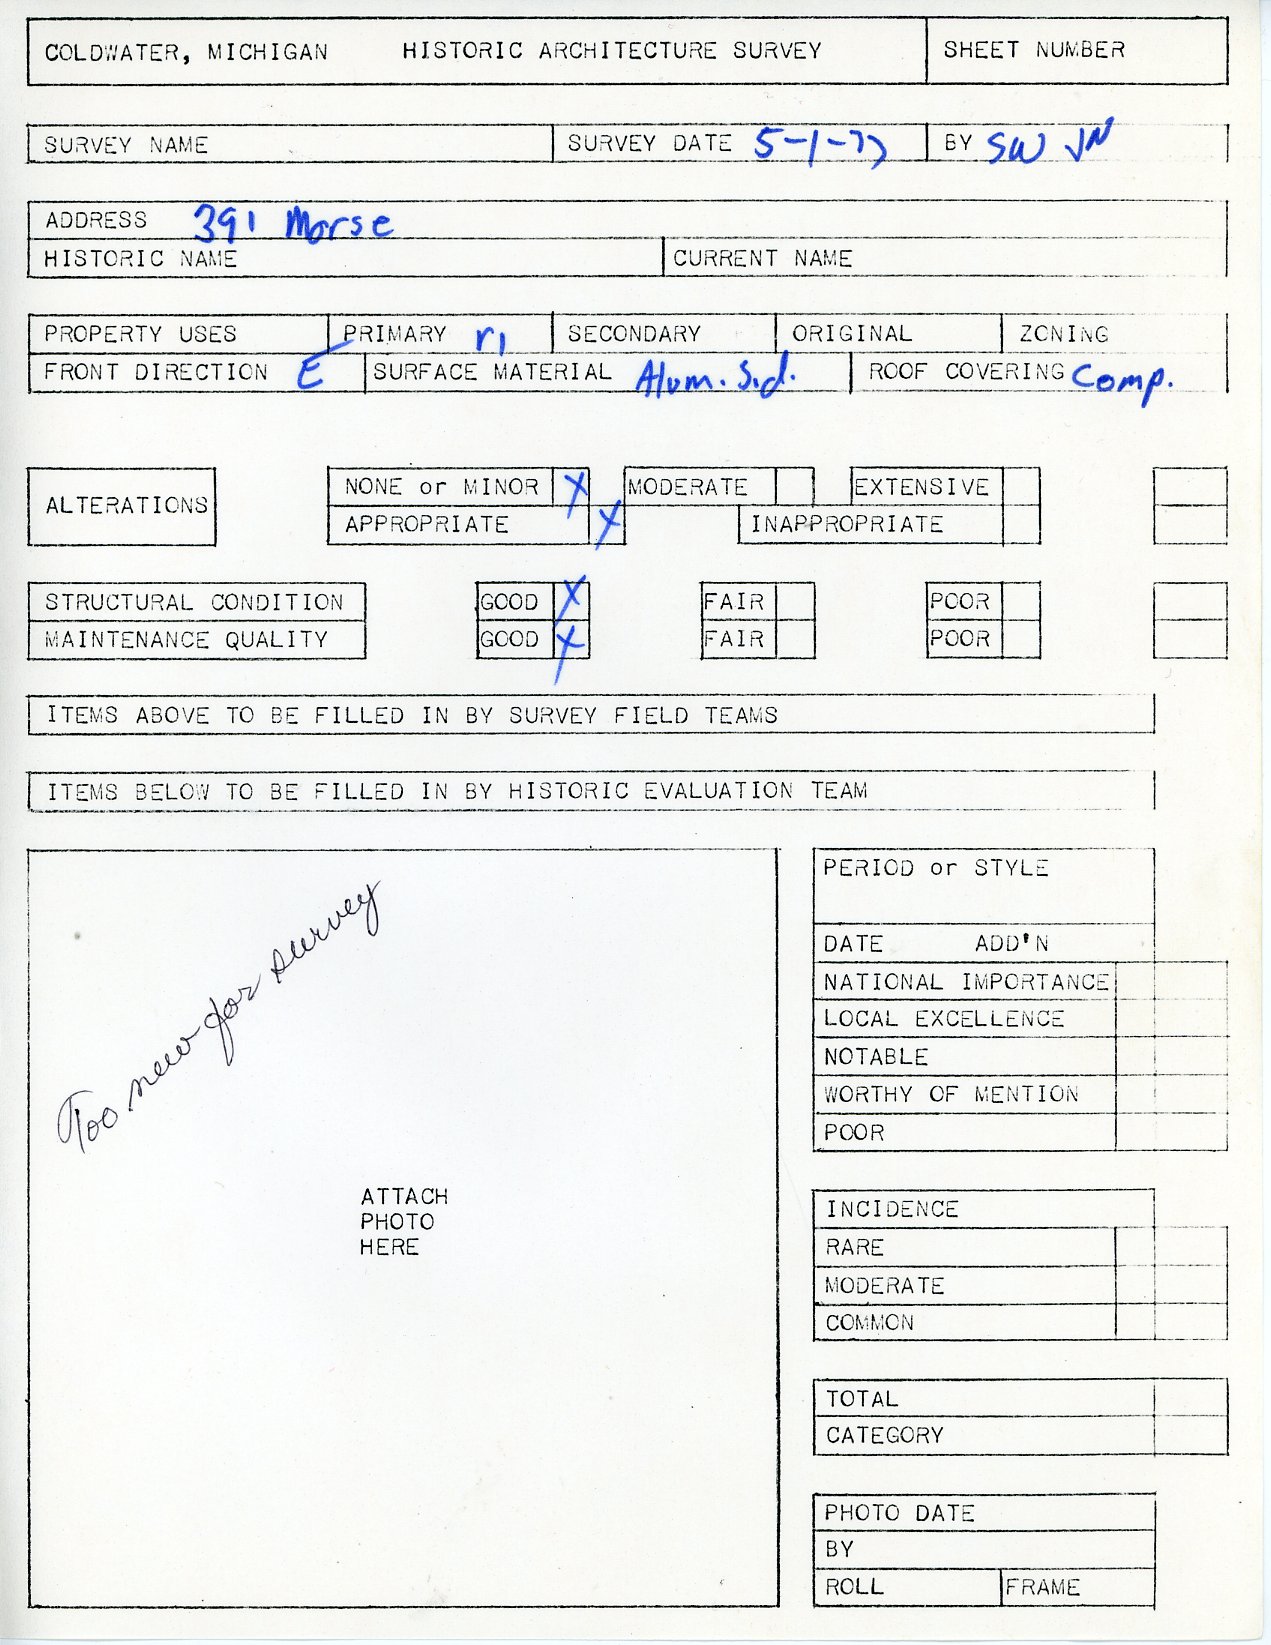 COLDWATER, MICHIGAN HISTORIC ARCHITECTURE SURVEY SHEET NUMBER
SURVEY NAME SURVEY DATE 5-1-77 BY SW JN
ADDRESS 391 Morse
HISTORIC NAME CURRENT NAME
PROPERTY USES PRIMARY r1 SECONDARY ORIGINAL ZONING
FRONT DIRECTION E SURFACE MATERIAL Alum. Sid. ROOF COVERING Comp.
ALTERATIONS NONE or MINOR X MODERATE EXTENSIVE
APPROPRIATE X INAPPROPRIATE
STRUCTURAL CONDITION GOOD X FAIR POOR
MAINTENANCE QUALITY GOOD X FAIR POOR
ITEMS ABOVE TO BE FILLED IN BY SURVEY FIELD TEAMS
ITEMS BELOW TO BE FILLED IN BY HISTORIC EVALUATION TEAM
Too new for survey
ATTACH
PHOTO
HERE
PERIOD or STYLE
DATE ADD'N
NATIONAL IMPORTANCE
LOCAL EXCELLENCE
NOTABLE
WORTHY OF MENTION
POOR
INCIDENCE
RARE
MODERATE
COMMON
TOTAL
CATEGORY
PHOTO DATE
BY
ROLL FRAME